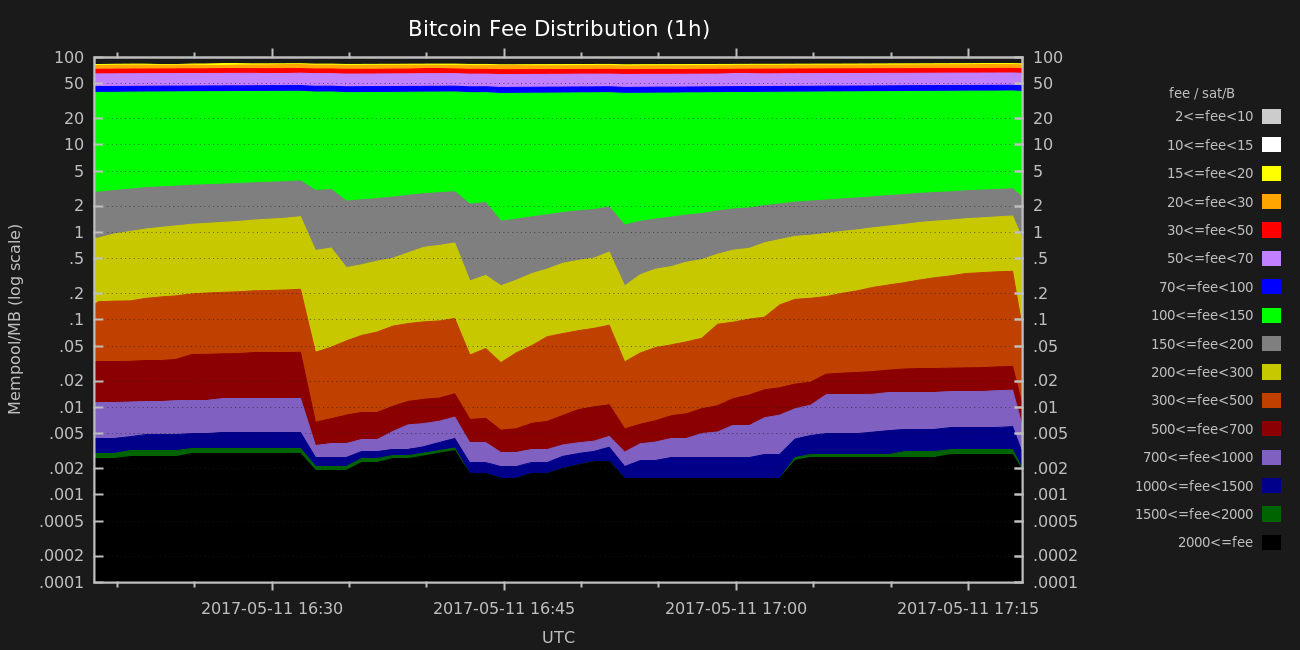 Bitcoin Fee Distribution (1h)
Mempool/MB (log scale)
100
50
20
10
5
2
1
.5
.2
.1
.05
.02
.01
.005
.002
.001
.0005
.0002
.0001
100
50
20
10
5
2
1
.5
.2
.1
.05
.02
.01
.005
.002
.001
.0005
.0002
.0001
2017-05-11 16:30
2017-05-11 16:45
2017-05-11 17:00
2017-05-11 17:15
UTC
fee / sat/B
2<=fee<10
10<=fee<15
15<=fee<20
20<=fee<30
30<=fee<50
50<=fee<70
70<=fee<100
100<=fee<150
150<=fee<200
200<=fee<300
300<=fee<500
500<=fee<700
700<=fee<1000
1000<=fee<1500
1500<=fee<2000
2000<=fee